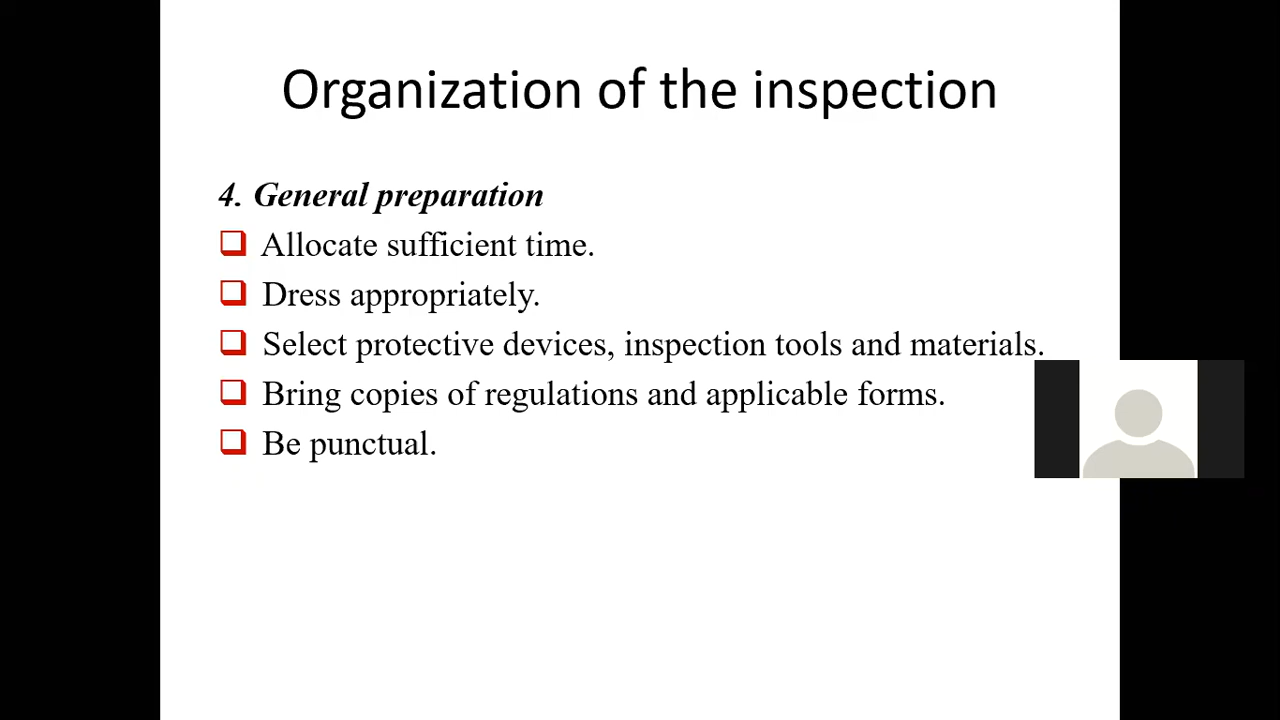 Organization of the inspection
4. General preparation
Allocate sufficient time.
Dress appropriately.
Select protective devices, inspection tools and materials.
Bring copies of regulations and applicable forms.
Be punctual.